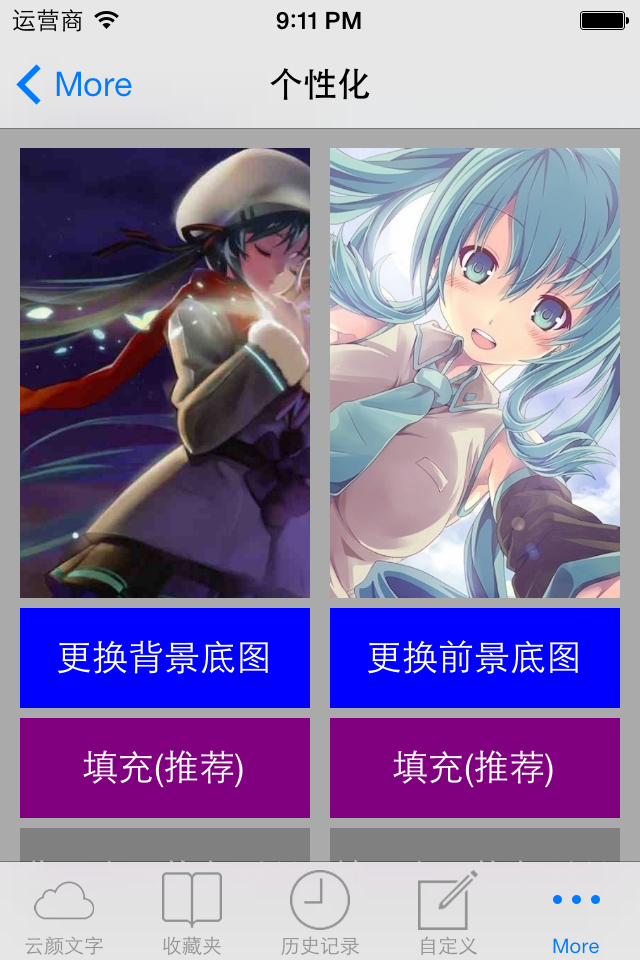 运营商 9:11 PM
More 个性化
更换背景底图 更换前景底图
填充(推荐) 填充(推荐)
云颜文字 收藏夹 历史记录 自定义 More